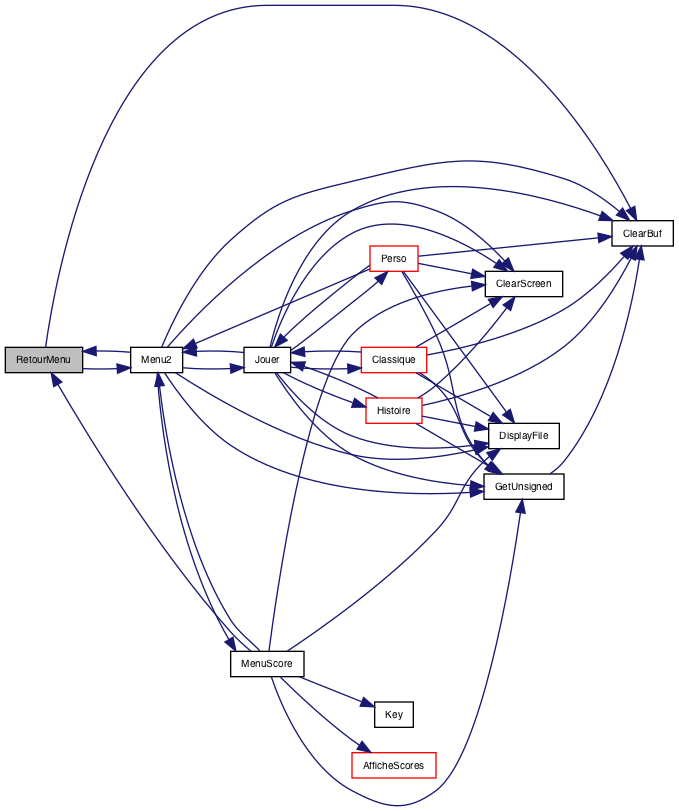 ClearBuf
Perso
ClearScreen
RetourMenu
Menu2
Jouer
Classique
Histoire
DisplayFile
GetUnsigned
MenuScore
Key
AfficheScores